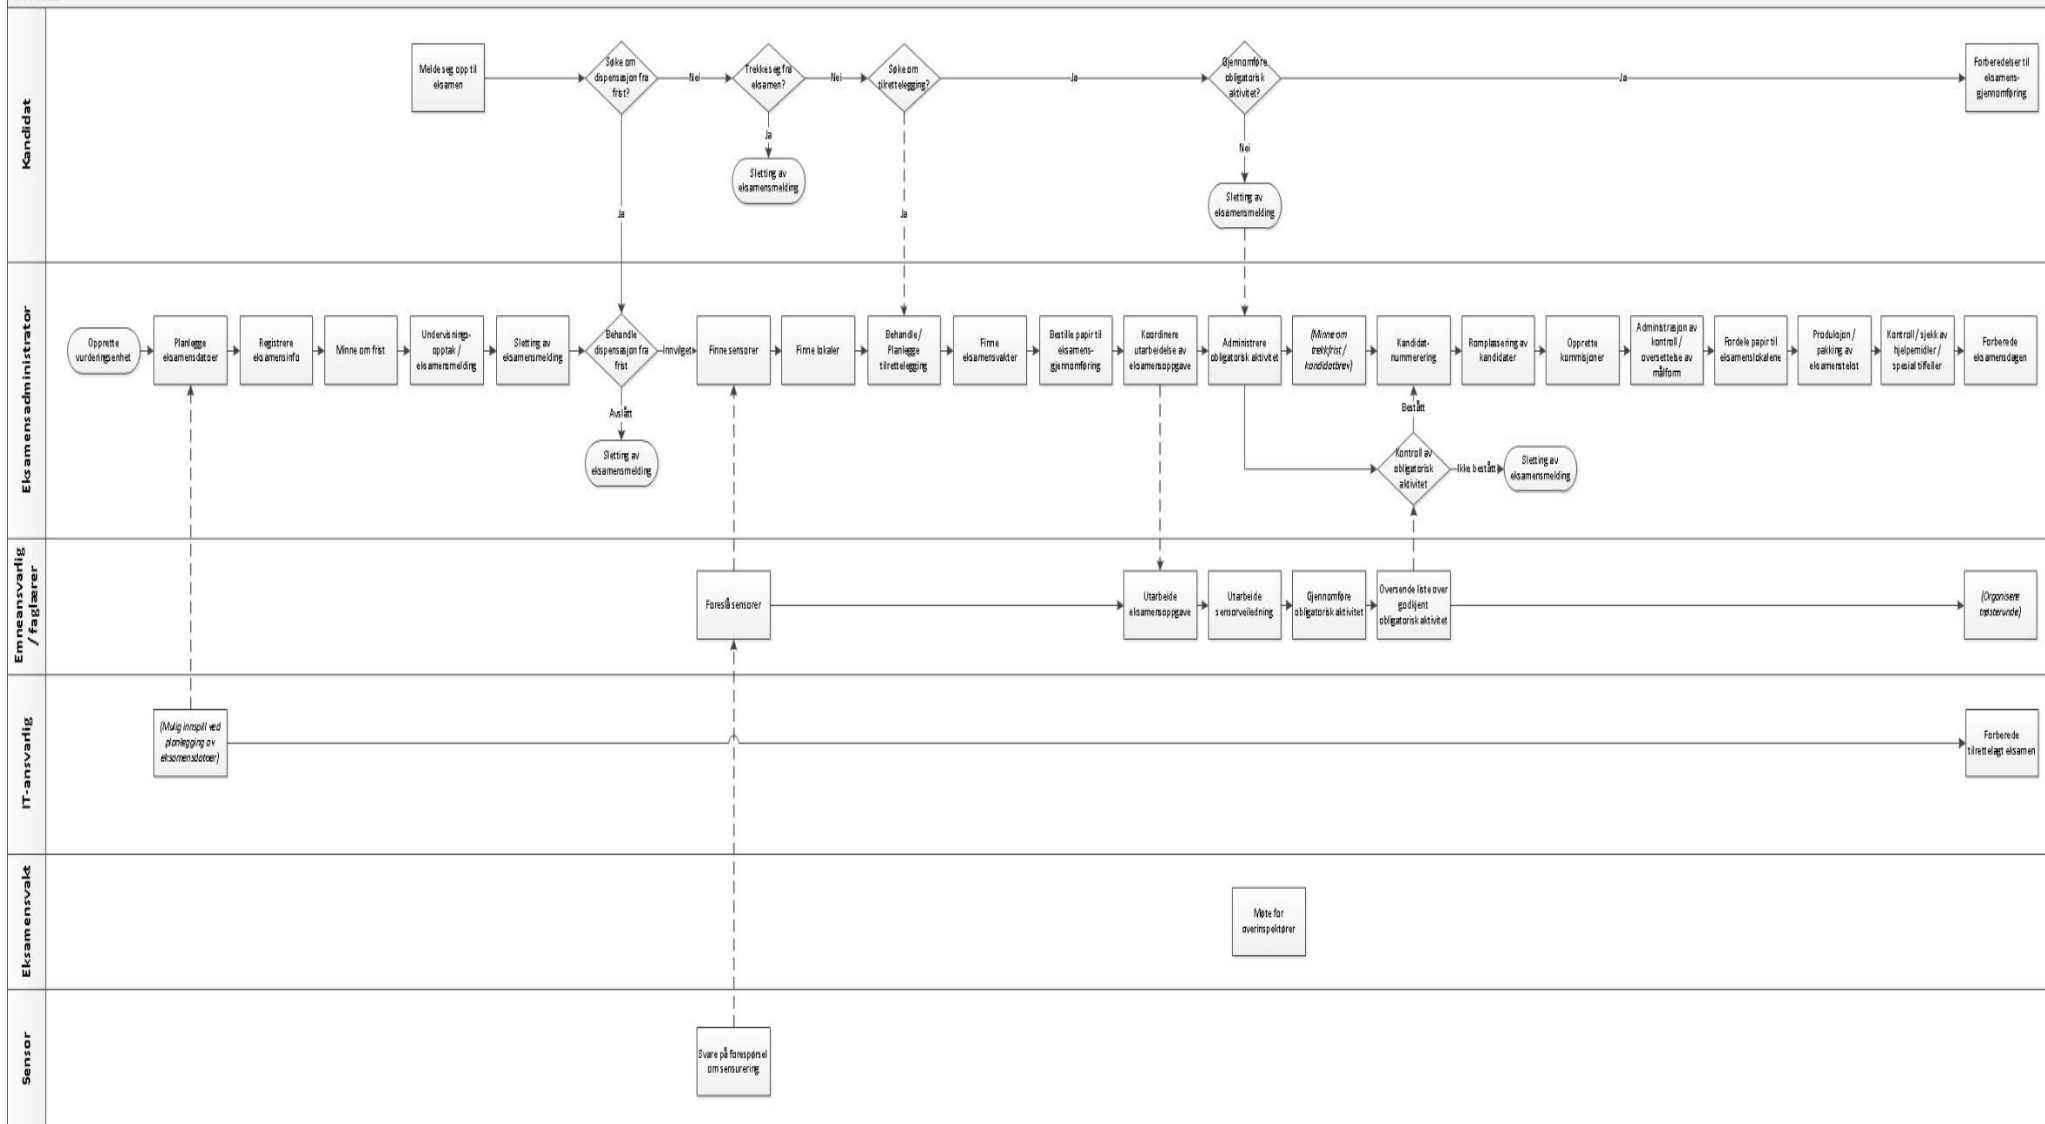 Kandidat
Melde seg opp til
eksamen
Søke om
dispensasjon fra
frist?
Nei
Trekke seg fra
eksamen?
Nei
Søke om
tilrettelegging?
Ja
Gjennomføre
obligatorisk
aktivitet?
Ja
Forberedelser til
eksamens-
gjennomføring
Ja
Sletting av
eksamensmelding
Ja
Ja
Nei
Sletting av
eksamensmelding
Eksamensadministrator
Opprette
vurderingsenhet
Planlegge
eksamensdatoer
Registrere
eksamensinfo
Minne om frist
Undervisnings-
opptak /
eksamensmelding
Sletting av
eksamensmelding
Behandle
dispensasjon fra
frist
Innvilget
Finne sensorer
Finne lokaler
Behandle /
Planlegge
tilrettelegging
Finne
eksamensvakter
Bestille papir til
eksamens-
gjennomføring
Koordinere
utarbeidelse av
eksamensoppgave
Administrere
obligatorisk aktivitet
(Minne om
trekkfrist /
kandidatbrev)
Kandidat-
nummerering
Romplassering av
kandidater
Opprette
kommisjoner
Administrasjon av
kontroll /
oversettelse av
målform
Fordele papir til
eksamenslokalene
Produksjon /
pakking av
eksamenstekst
Kontroll / sjekk av
hjelpemidler /
spesial tilfeller
Forberede
eksamensdagen
Avslått
Sletting av
eksamensmelding
Bestått
Kontroll av
obligatorisk
aktivitet
Ikke bestått
Sletting av
eksamensmelding
Emneansvarlig
/ faglærer
Foreslå sensorer
Utarbeide
eksamensoppgave
Utarbeide
sensorveiledning
Gjennomføre
obligatorisk aktivitet
Oversende liste over
godkjent
obligatorisk aktivitet
(Organisere
trøsterunde)
IT-ansvarlig
(Mulig innspill ved
planlegging av
eksamensdatoer)
Forberede
tilrettelagt eksamen
Eksamensvakt
Møte for
overinspektører
Sensor
Svare på forespørsel
om sensurering